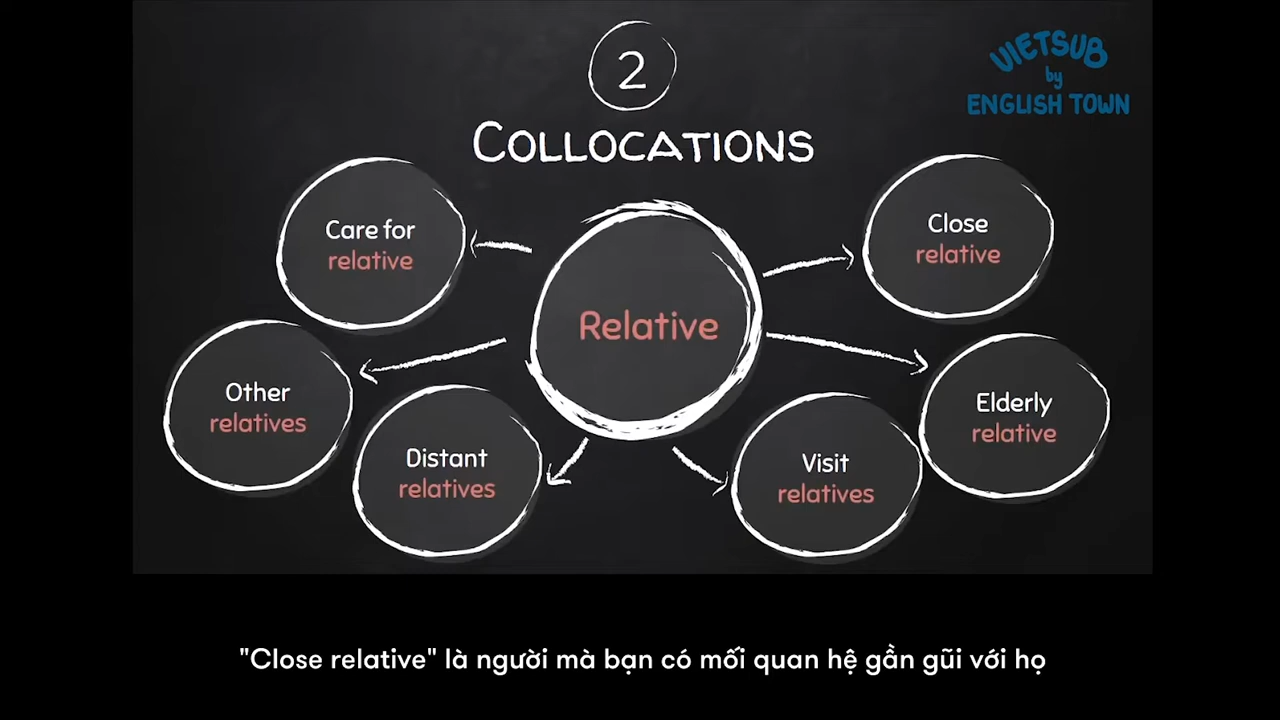 2
COLLOCATIONS
VIETSUB
by
ENGLISH TOWN
Care for
relative
Close
relative
Relative
Other
relatives
Elderly
relative
Distant
relatives
Visit
relatives
"Close relative" là người mà bạn có mối quan hệ gần gũi với họ